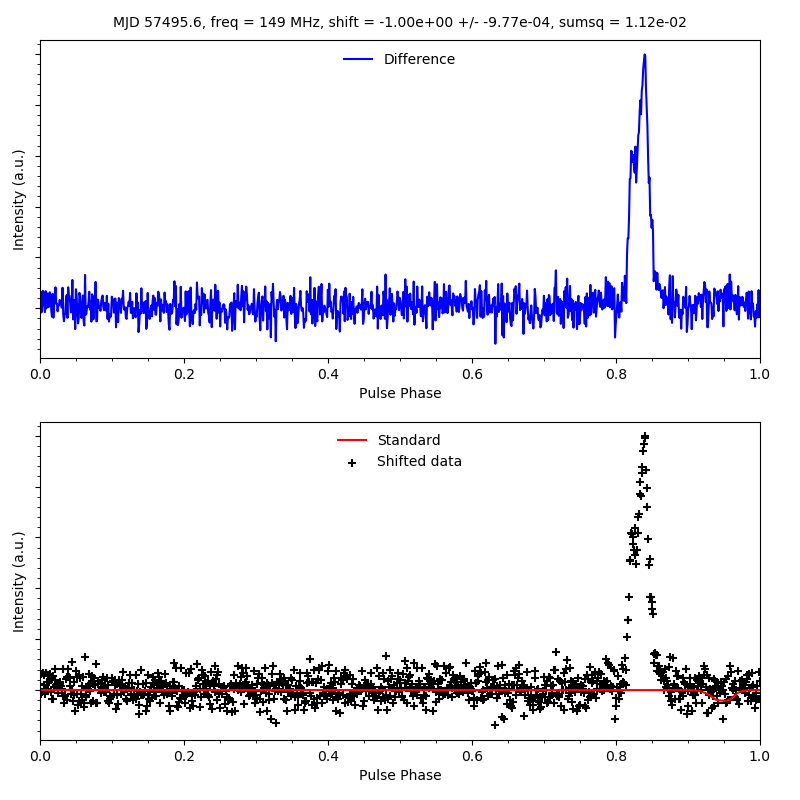 MJD 57495.6, freq = 149 MHz, shift = -1.00e+00 +/- -9.77e-04, sumsq = 1.12e-02
Difference
Intensity (a.u.)
0.0 0.2 0.4 0.6 0.8 1.0
Pulse Phase
Standard
Shifted data
Intensity (a.u.)
0.0 0.2 0.4 0.6 0.8 1.0
Pulse Phase